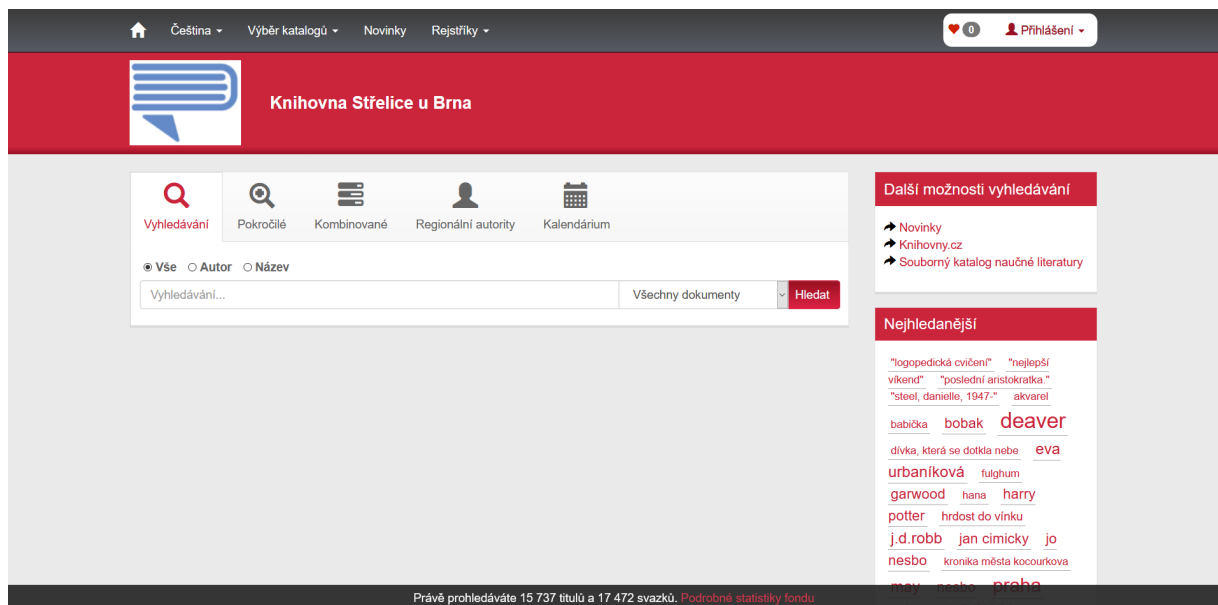 Čeština Výběr katalogů Novinky Rejstříky 0 Přihlášení
Knihovna Střelice u Brna
Vyhledávání Pokročilé Kombinované Regionální autority Kalendárium
Vše Autor Název
Vyhledávání... Všechny dokumenty Hledat
Další možnosti vyhledávání
Novinky
Knihovny.cz
Souborný katalog naučné literatury
Nejhledanější
"logopedická cvičení" "nejlepší
víkend" "poslední aristokratka."
"steel, danielle, 1947-" akvarel
babička bobak deaver
dívka, která se dotkla nebe eva
urbaníková fulghum
garwood hana harry
potter hrdost do vínku
j.d.robb jan cimicky jo
nesbo kronika města kocourkova
may nesbo praha
Právě prohledáváte 15 737 titulů a 17 472 svazků. Podrobné statistiky fondu